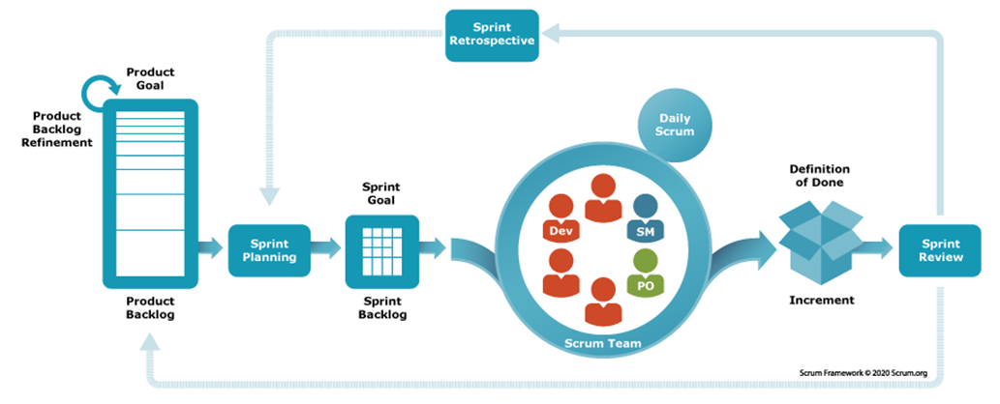 Sprint
Retrospective
Product
Goal
Product
Backlog
Refinement
Daily
Scrum
Definition
of Done
Sprint
Goal
Dev
SM
Sprint
Planning
Sprint
Review
PO
Product
Backlog
Sprint
Backlog
Increment
Scrum Team
Scrum Framework © 2020 Scrum.org